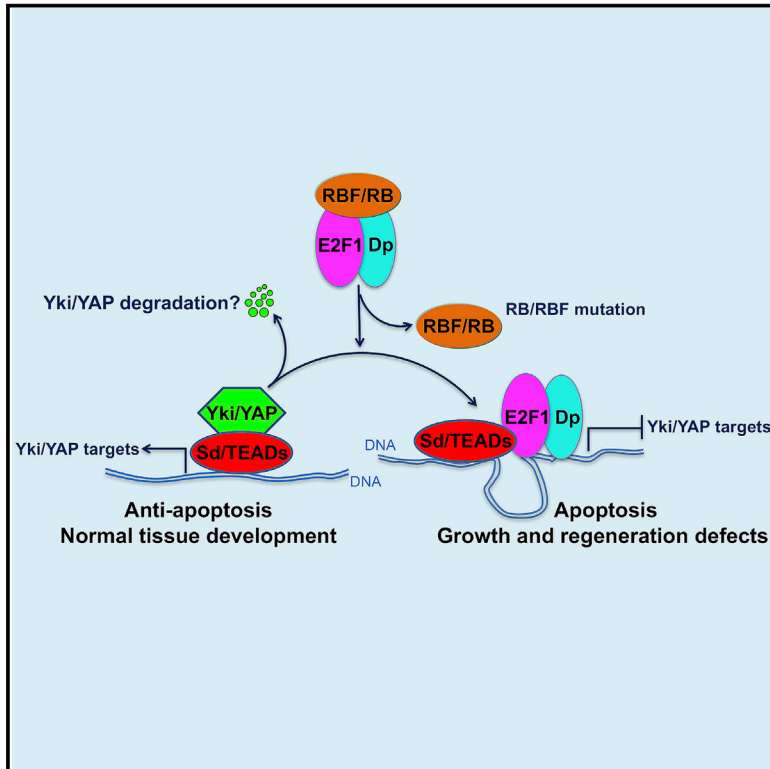 RBF/RB
E2F1 Dp
Yki/YAP degradation?
RBF/RB
RB/RBF mutation
Yki/YAP
Sd/TEADs
Yki/YAP targets
DNA
Anti-apoptosis
Normal tissue development
E2F1 Dp
Sd/TEADs
DNA
Yki/YAP targets
Apoptosis
Growth and regeneration defects